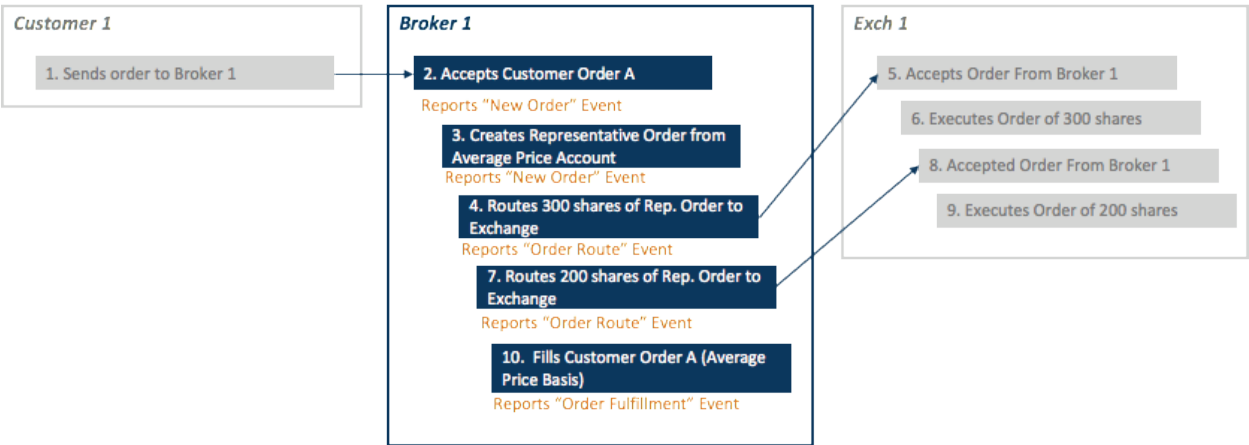 Customer 1
1. Sends order to Broker 1
Broker 1
2. Accepts Customer Order A
Reports “New Order” Event
3. Creates Representative Order from
Average Price Account
Reports “New Order” Event
4. Routes 300 shares of Rep. Order to
Exchange
Reports “Order Route” Event
7. Routes 200 shares of Rep. Order to
Exchange
Reports “Order Route” Event
10. Fills Customer Order A (Average
Price Basis)
Reports “Order Fulfillment” Event
Exch 1
5. Accepts Order From Broker 1
6. Executes Order of 300 shares
8. Accepted Order From Broker 1
9. Executes Order of 200 shares